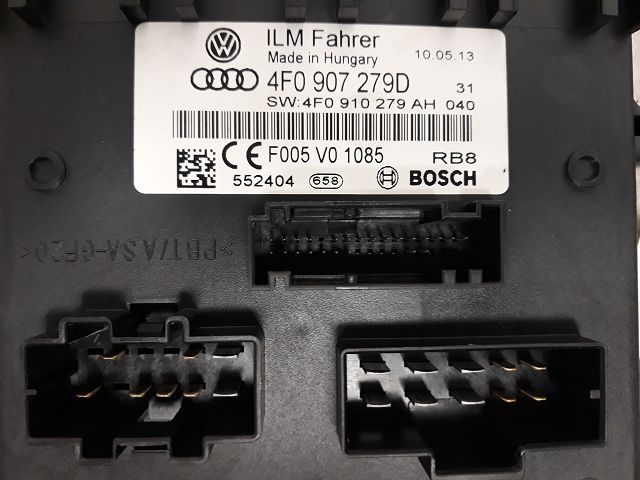 ILM Fahrer
Made in Hungary 10.05.13
4F0 907 279D 31
SW:4F0 910 279 AH 040
CE F005 V0 1085 RB8
552404 658 BOSCH
>PBT/ASA-GF20<